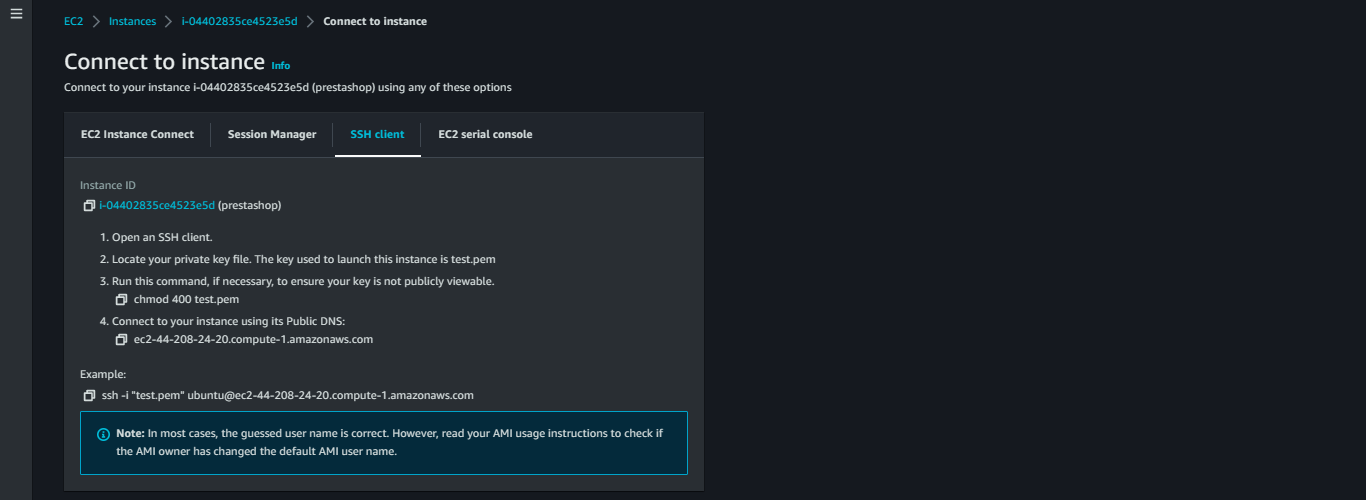 EC2 > Instances > i-04402835ce4523e5d > Connect to instance
Connect to instance Info
Connect to your instance i-04402835ce4523e5d (prestashop) using any of these options
EC2 Instance Connect Session Manager SSH client EC2 serial console
Instance ID
i-04402835ce4523e5d (prestashop)
1. Open an SSH client.
2. Locate your private key file. The key used to launch this instance is test.pem
3. Run this command, if necessary, to ensure your key is not publicly viewable.
chmod 400 test.pem
4. Connect to your instance using its Public DNS:
ec2-44-208-24-20.compute-1.amazonaws.com
Example:
ssh -i "test.pem" ubuntu@ec2-44-208-24-20.compute-1.amazonaws.com
Note: In most cases, the guessed user name is correct. However, read your AMI usage instructions to check if
the AMI owner has changed the default AMI user name.